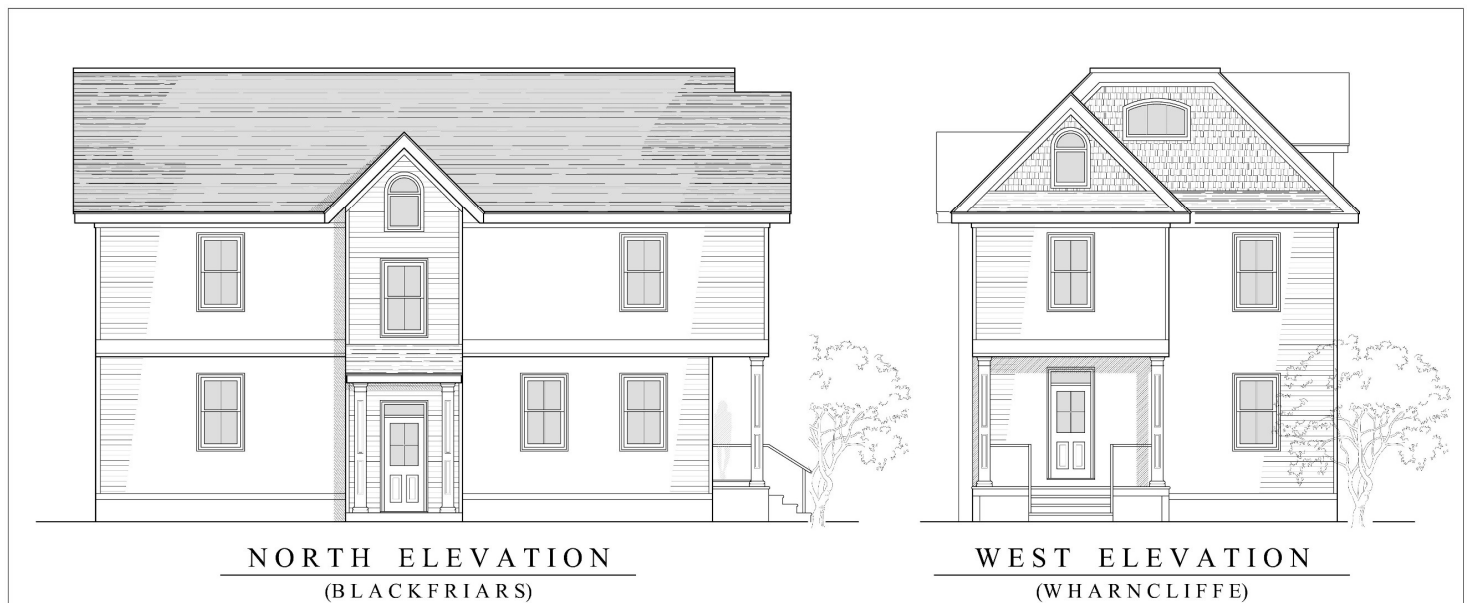 NORTH ELEVATION
(BLACKFRIARS)
WEST ELEVATION
(WHARNCLIFFE)